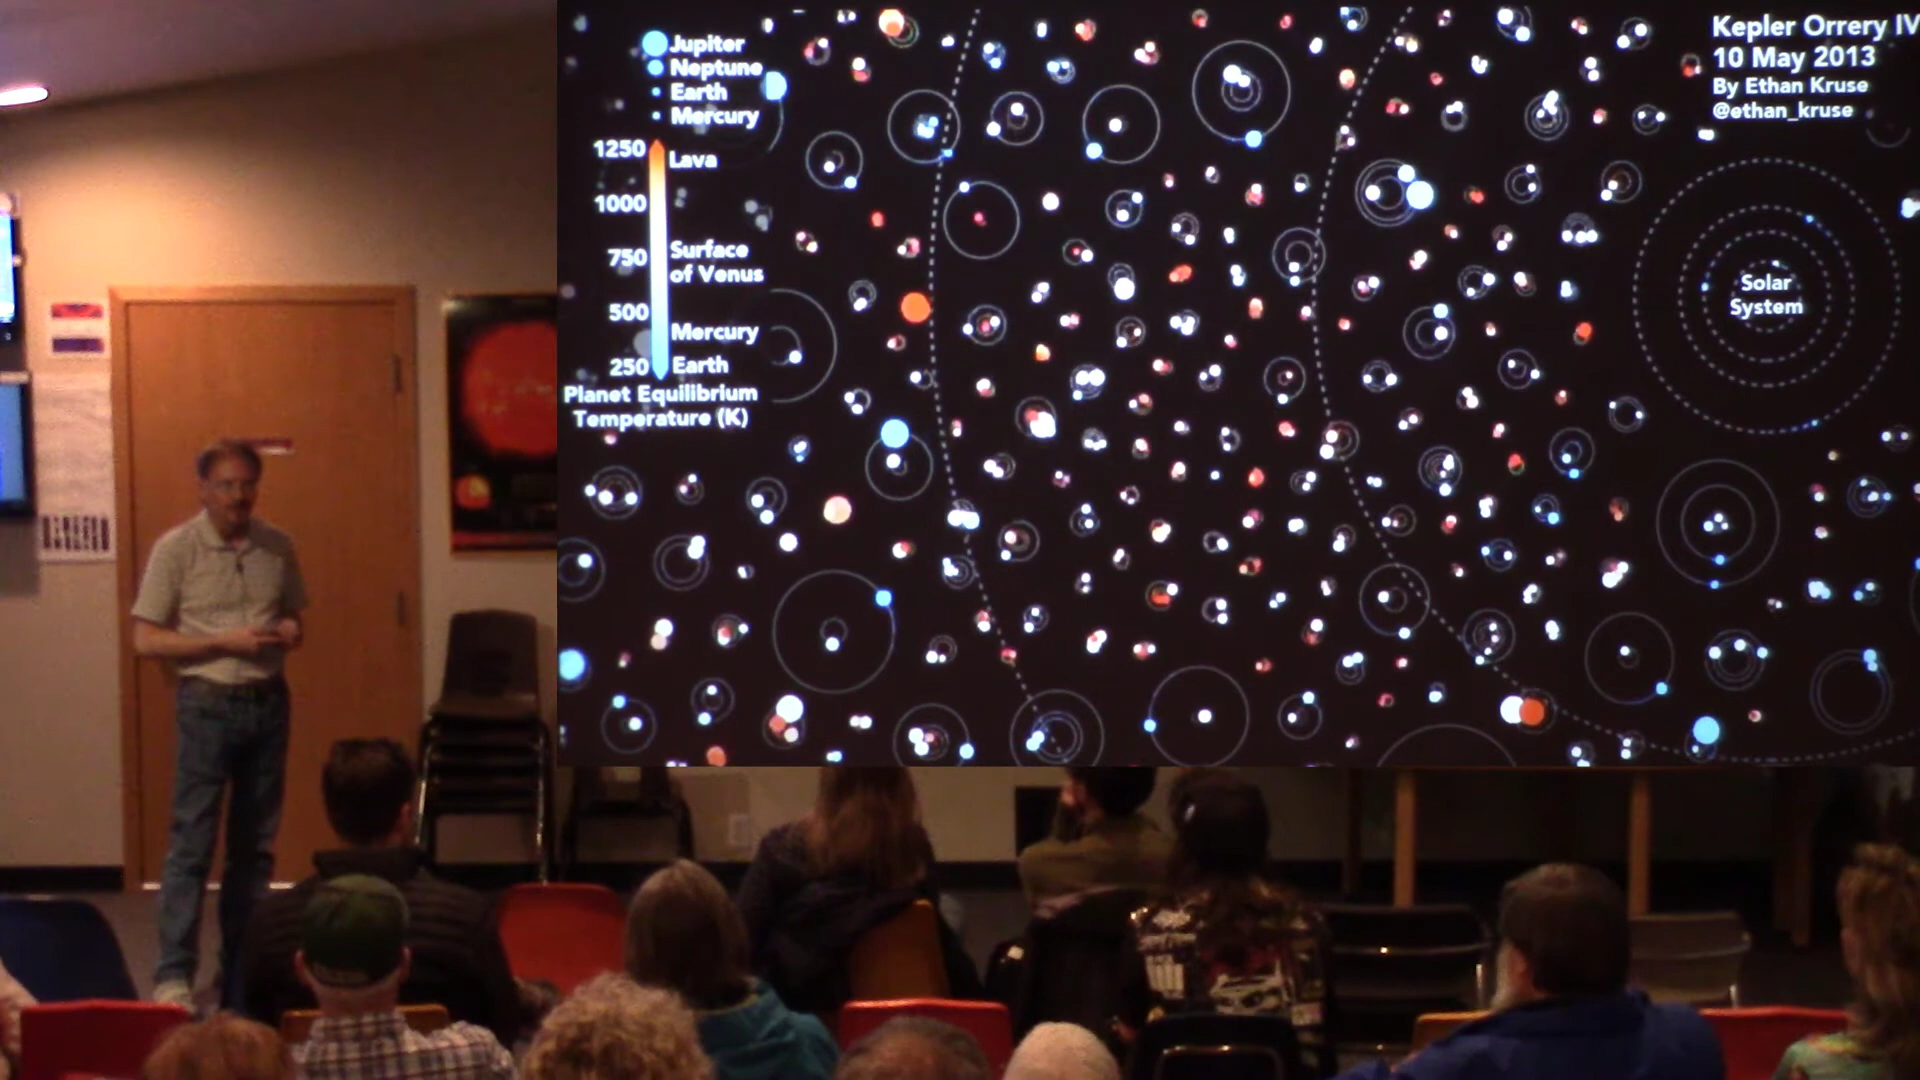 Jupiter
Neptune
Earth
Mercury
1250
Lava
1000
750
Surface
of Venus
500
Mercury
250
Earth
Planet Equilibrium
Temperature (K)
Kepler Orrery IV
10 May 2013
By Ethan Kruse
@ethan_kruse
Solar
System